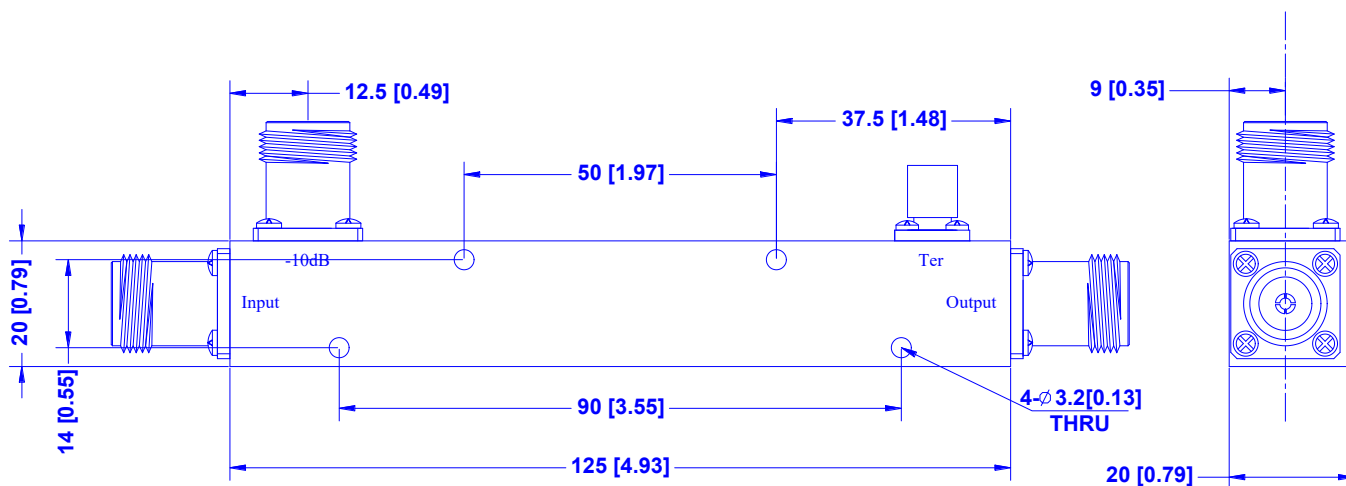 12.5 [0.49]
9 [0.35]
37.5 [1.48]
50 [1.97]
-10dB
Ter
Input
Output
20 [0.79]
14 [0.55]
4-∅3.2[0.13]
THRU
90 [3.55]
125 [4.93]
20 [0.79]